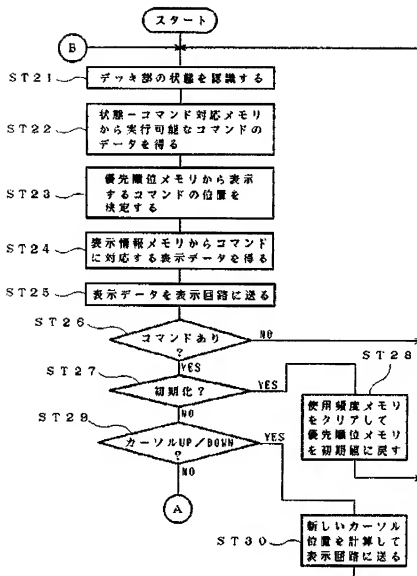 スタート
B
ST21
デッキ部の状態を認識する
ST22
状態－コマンド対応メモリ
から実行可能なコマンドの
データを得る
ST23
優先順位メモリから表示
するコマンドの位置を
決定する
ST24
表示情報メモリからコマンド
に対応する表示データを得る
ST25
表示データを表示回路に送る
ST26
コマンドあり
?
NO
YES
ST27
初期化?
YES
NO
ST28
使用頻度メモリ
をクリアして
優先順位メモリ
を初期値に戻す
ST29
カーソルUP/DOWN
?
YES
NO
A
ST30
新しいカーソル
位置を計算して
表示回路に送る